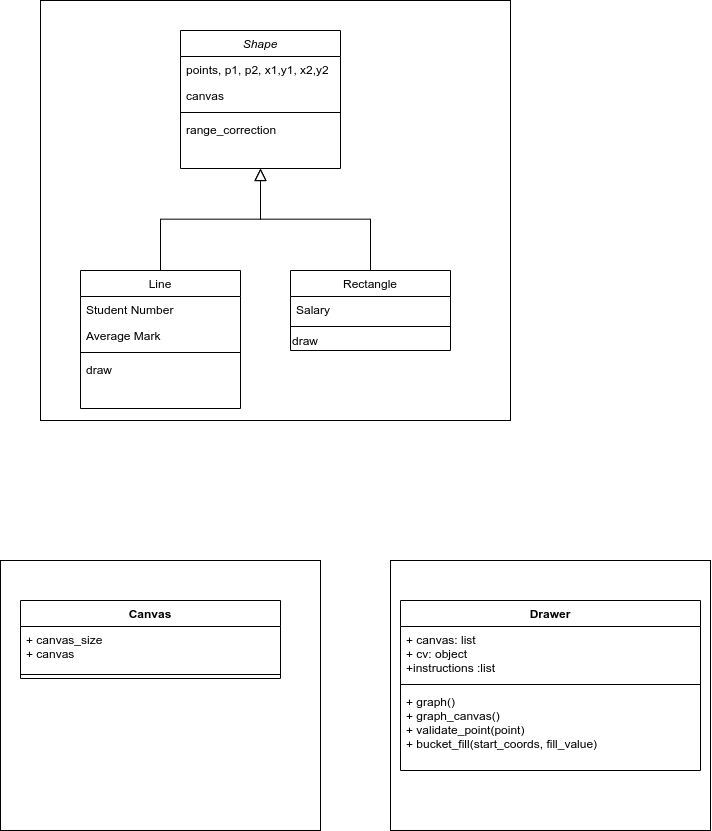 Shape
points, p1, p2, x1,y1, x2,y2
canvas
range_correction
Line
Student Number
Average Mark
draw
Rectangle
Salary
draw
Canvas
+ canvas_size
+ canvas
Drawer
+ canvas: list
+ cv: object
+instructions :list
+ graph()
+ graph_canvas()
+ validate_point(point)
+ bucket_fill(start_coords, fill_value)